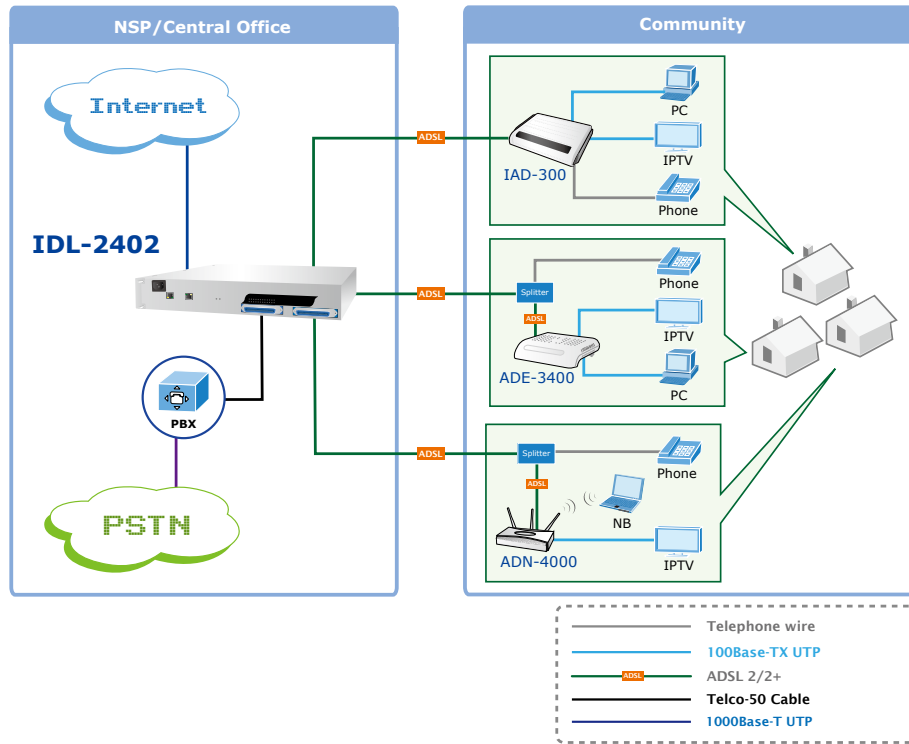 NSP/Central Office
Community
Internet
IDL-2402
PBX
PSTN
ADSL
ADSL
ADSL
PC
IPTV
IAD-300
Phone
Phone
Splitter
ADSL
IPTV
ADE-3400
PC
Splitter
Phone
ADSL
NB
ADN-4000
IPTV
Telephone wire
100Base-TX UTP
ADSL ADSL 2/2+
Telco-50 Cable
1000Base-T UTP